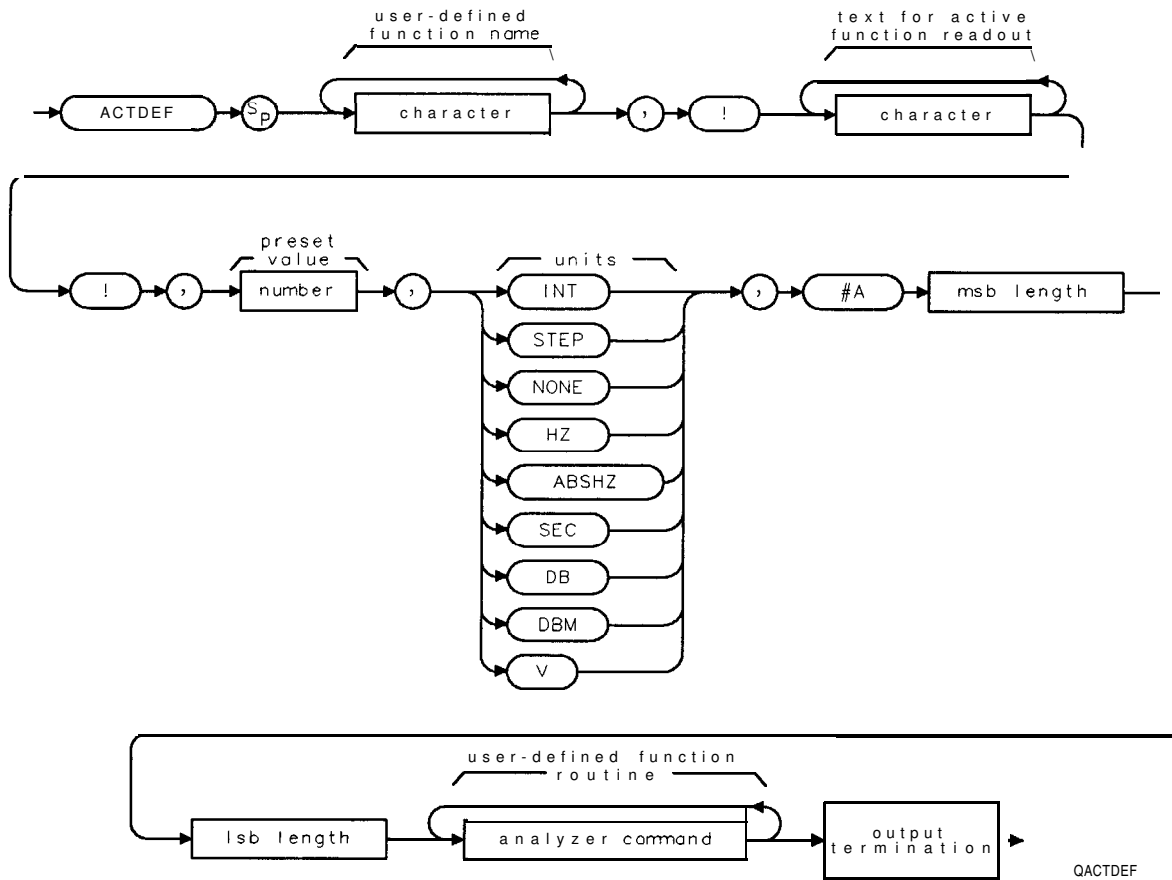 user-defined
function name
text for active
function readout
ACTDEF
SP
character
,
!
character
preset
value
units
!
,
number
,
INT
,
#A
msb length
STEP
NONE
HZ
ABSHZ
SEC
DB
DBM
V
user-defined function
routine
lsb length
analyzer command
output
termination
QACTDEF